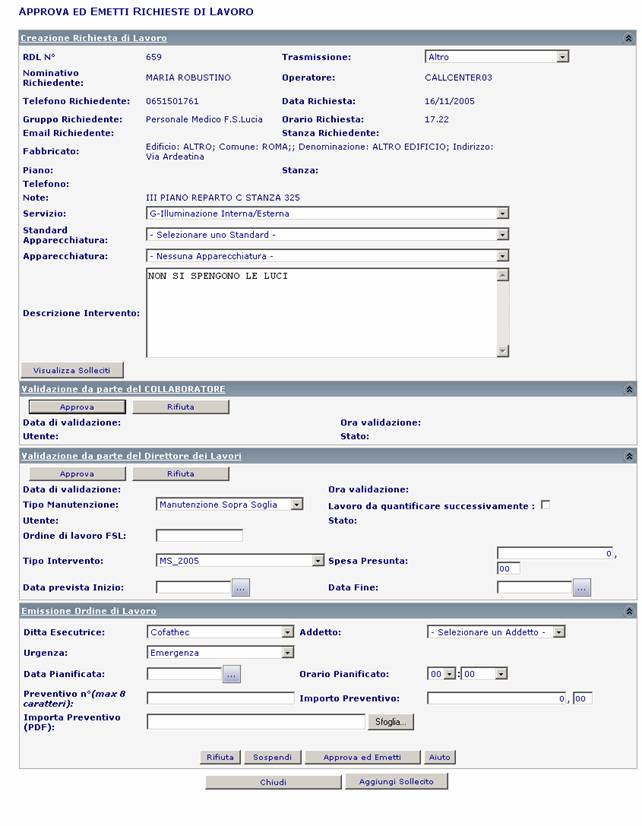 APPROVA ED EMETTI RICHIESTE DI LAVORO
Creazione Richiesta di Lavoro
RDL N° 659 Trasmissione: Altro
Nominativo Richiedente: MARIA ROBUSTINO Operatore: CALLCENTER03
Telefono Richiedente: 0651501761 Data Richiesta: 16/11/2005
Gruppo Richiedente: Personale Medico F.S.Lucia Orario Richiesta: 17.22
Email Richiedente: Stanza Richiedente:
Fabbricato: Edificio: ALTRO; Comune: ROMA;; Denominazione: ALTRO EDIFICIO; Indirizzo:
Via Ardeatina
Piano: Stanza:
Telefono:
Note: III PIANO REPARTO C STANZA 325
Servizio: G-Illuminazione Interna/Esterna
Standard Apparecchiatura: - Selezionare uno Standard -
Apparecchiatura: - Nessuna Apparecchiatura -
NON SI SPENGONO LE LUCI
Descrizione Intervento:
Visualizza Solleciti
Validazione da parte del COLLABORATORE
Approva Rifiuta
Data di validazione: Ora validazione:
Utente: Stato:
Validazione da parte del Direttore dei Lavori
Approva Rifiuta
Data di validazione: Ora validazione:
Tipo Manutenzione: Manutenzione Sopra Soglia Lavoro da quantificare successivamente :
Utente: Stato:
Ordine di lavoro FSL:
Tipo Intervento: MS_2005 Spesa Presunta: 0 ,
00
Data prevista Inizio: ... Data Fine: ...
Emissione Ordine di Lavoro
Ditta Esecutrice: Cofathec Addetto: - Selezionare un Addetto -
Urgenza: Emergenza
Data Pianificata: ... Orario Pianificato: 00 : 00
Preventivo n°(max 8 caratteri): Importo Preventivo: 0 , 00
Importa Preventivo (PDF): Sfoglia...
Rifiuta Sospendi Approva ed Emetti Aiuto
Chiudi Aggiungi Sollecito